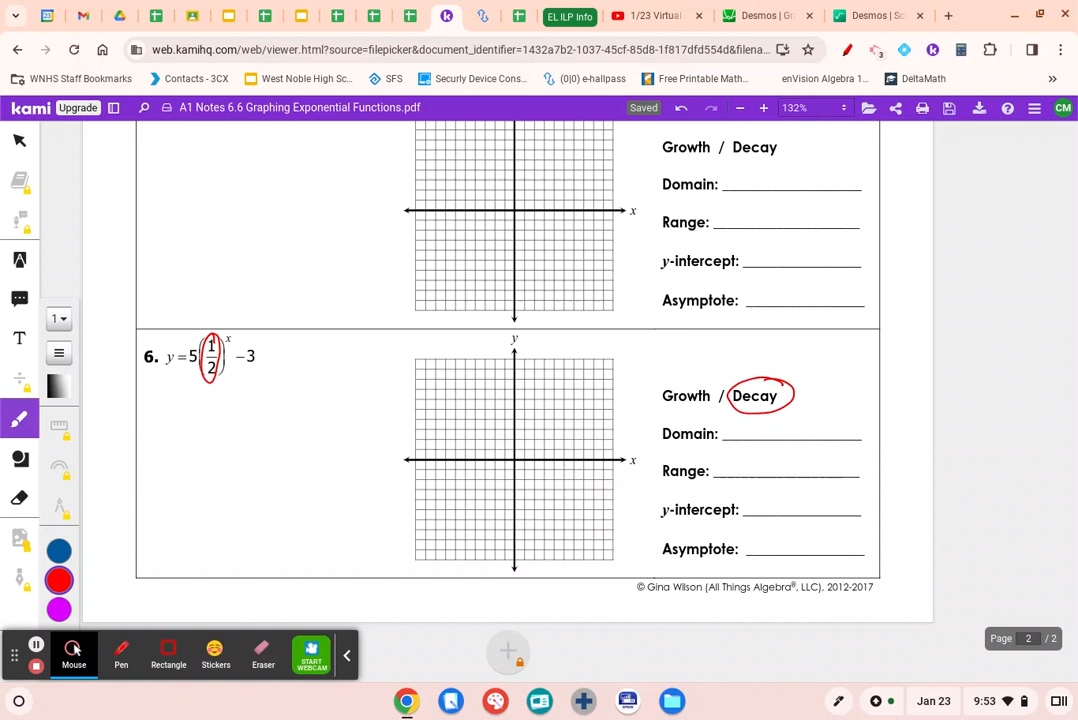 EL ILP Info
1/23 Virtual
Desmos | Gr
Desmos | Sc
web.kamihq.com/web/viewer.html?source=filepicker&document_identifier=1432a7b2-1037-45cf-85d8-1f817dfd554d&filena...
WNHS Staff Bookmarks
Contacts - 3CX
West Noble High Sc...
SFS
Securly Device Cons...
(0|0) e-hallpass
Free Printable Math...
enVision Algebra 1...
DeltaMath
kami
Upgrade
A1 Notes 6.6 Graphing Exponential Functions.pdf
Saved
132%
CM
Growth / Decay
Domain:
x
Range:
y-intercept:
Asymptote:
6. y = 5(1/2)^x - 3
y
Growth / Decay
Domain:
x
Range:
y-intercept:
Asymptote:
© Gina Wilson (All Things Algebra®, LLC), 2012-2017
1
T
Page 2 / 2
Mouse
Pen
Rectangle
Stickers
Eraser
START WEBCAM
Jan 23
9:53